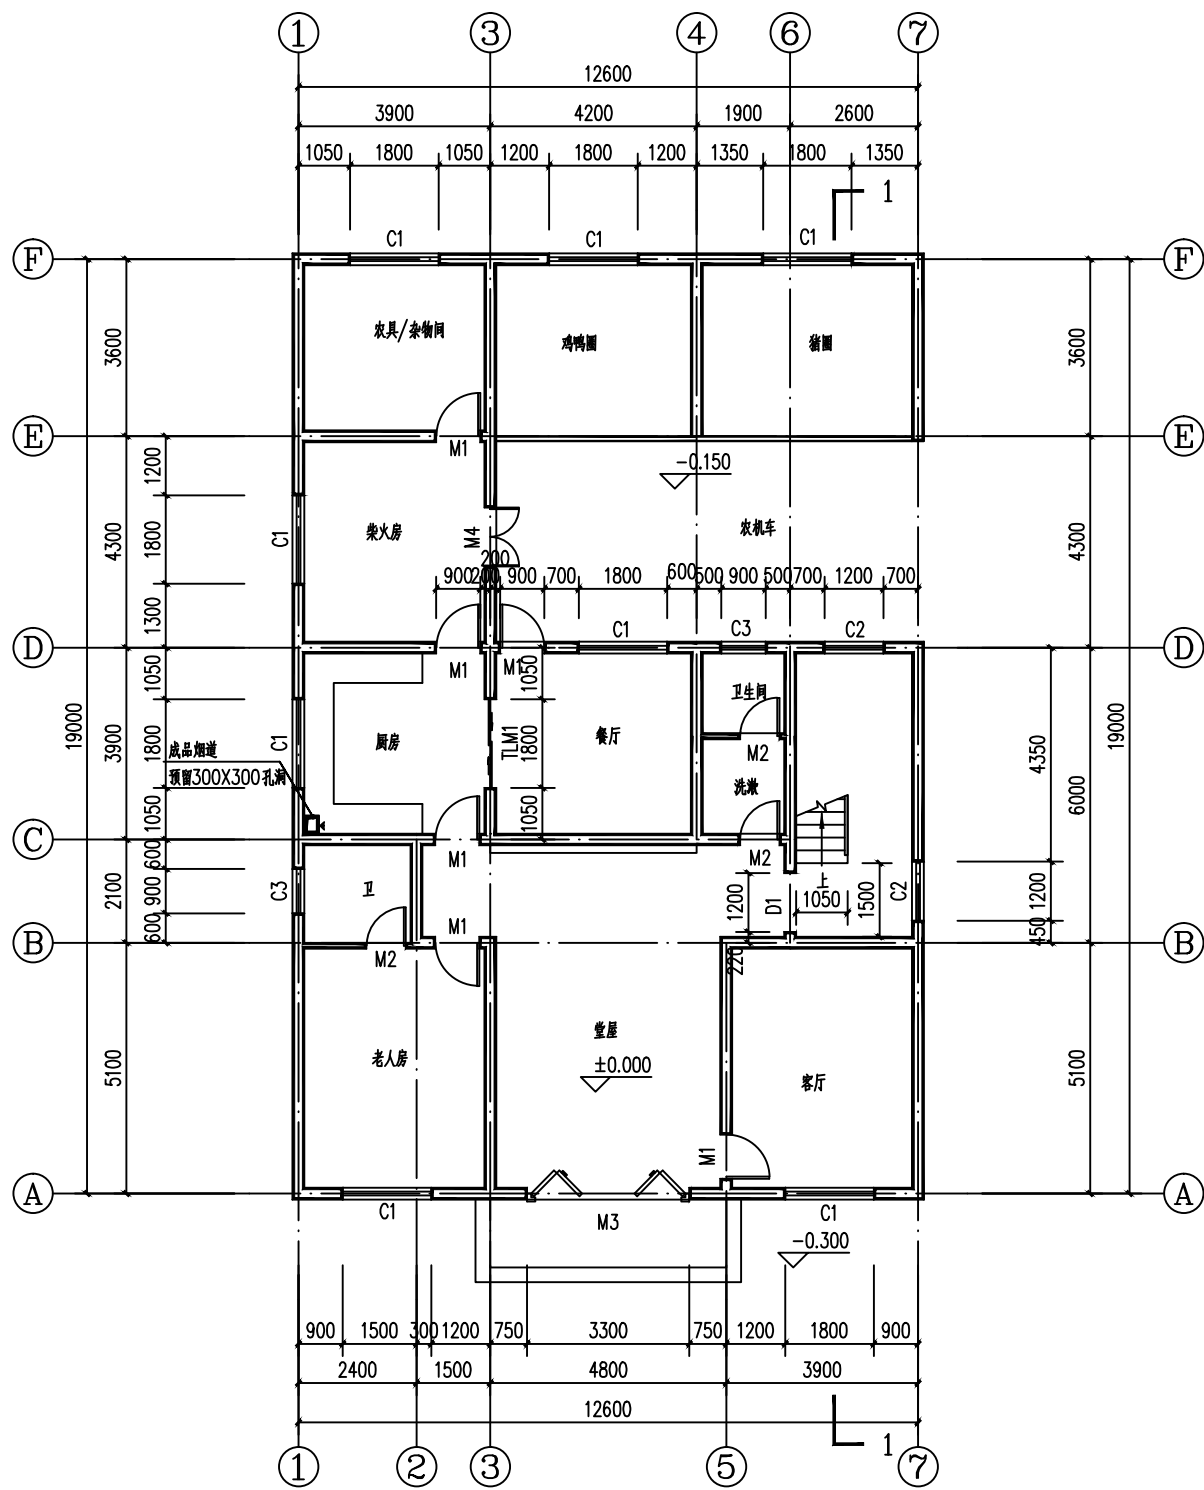 1 3 4 6 7
12600
3900 4200 1900 2600
1050 1800 1050 1200 1800 1200 1350 1800 1350
1
C1 C1 C1
F F
农具/杂物间 鸡鸭圈 猪圈
3600 3600
E E
M1
-0.150
1200
柴火房 M4 农机车
C1 1800 4300 4300
200
900 200 900 700 1800 600 500 900 500 700 1200 700
1300
C1 C3 C2
D D
M1 M1
1050 1050
卫生间
厨房 TLM1 1800 餐厅
M2
19000 3900 1800 C1 19000
成品烟道
预留300X300孔洞
洗漱
4350 6000
1050 1050
C C
M1 M2
600
上
2100 900 C3 卫 1200 D1 1050 1500 C2 1200
M1
600 450
B B
M2
220
堂屋
±0.000
老人房
客厅
5100 5100
M1
A A
C1 M3 C1
-0.300
900 1500 300 1200 750 3300 750 1200 1800 900
2400 1500 4800 3900
12600
1
1 2 3 5 7